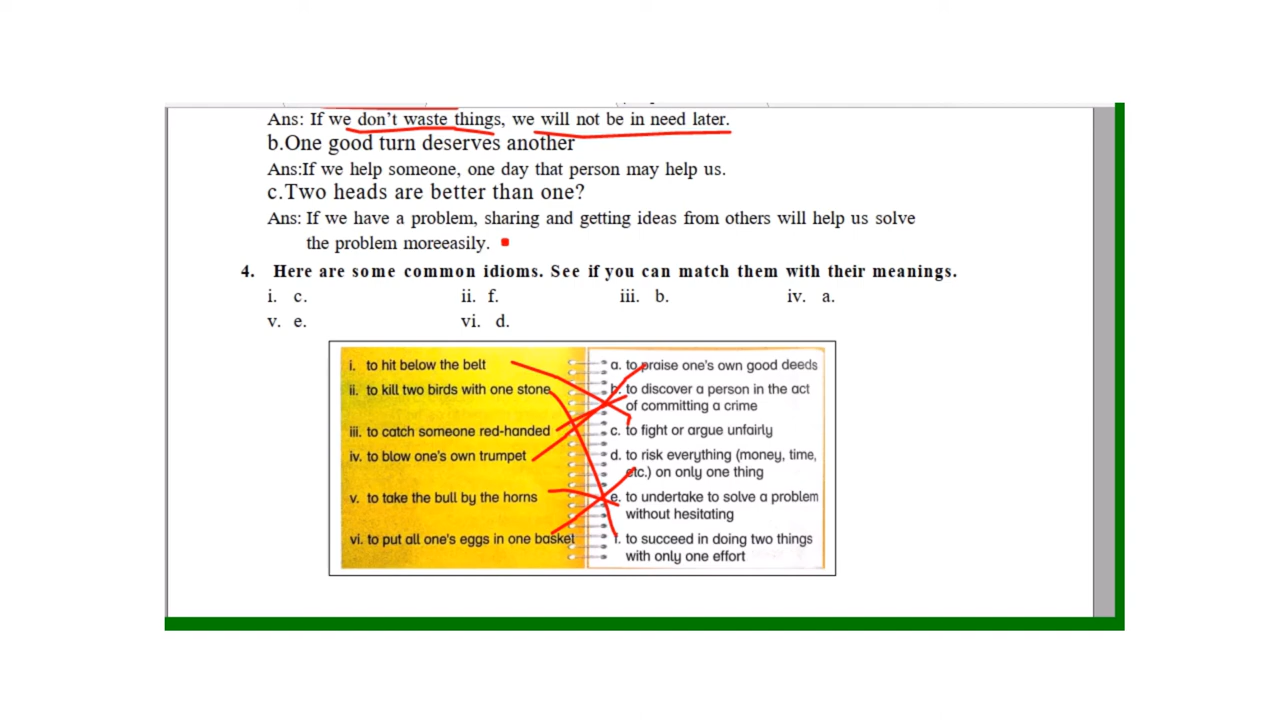 Ans: If we don't waste things, we will not be in need later.
b.One good turn deserves another
Ans:If we help someone, one day that person may help us.
c.Two heads are better than one?
Ans: If we have a problem, sharing and getting ideas from others will help us solve
the problem moreeasily.
4. Here are some common idioms. See if you can match them with their meanings.
i. c. ii. f. iii. b. iv. a.
v. e. vi. d.
i. to hit below the belt
ii. to kill two birds with one stone
iii. to catch someone red-handed
iv. to blow one's own trumpet
v. to take the bull by the horns
vi. to put all one's eggs in one basket
a. to praise one's own good deeds
b. to discover a person in the act
of committing a crime
c. to fight or argue unfairly
d. to risk everything (money, time,
etc.) on only one thing
e. to undertake to solve a problem
without hesitating
f. to succeed in doing two things
with only one effort